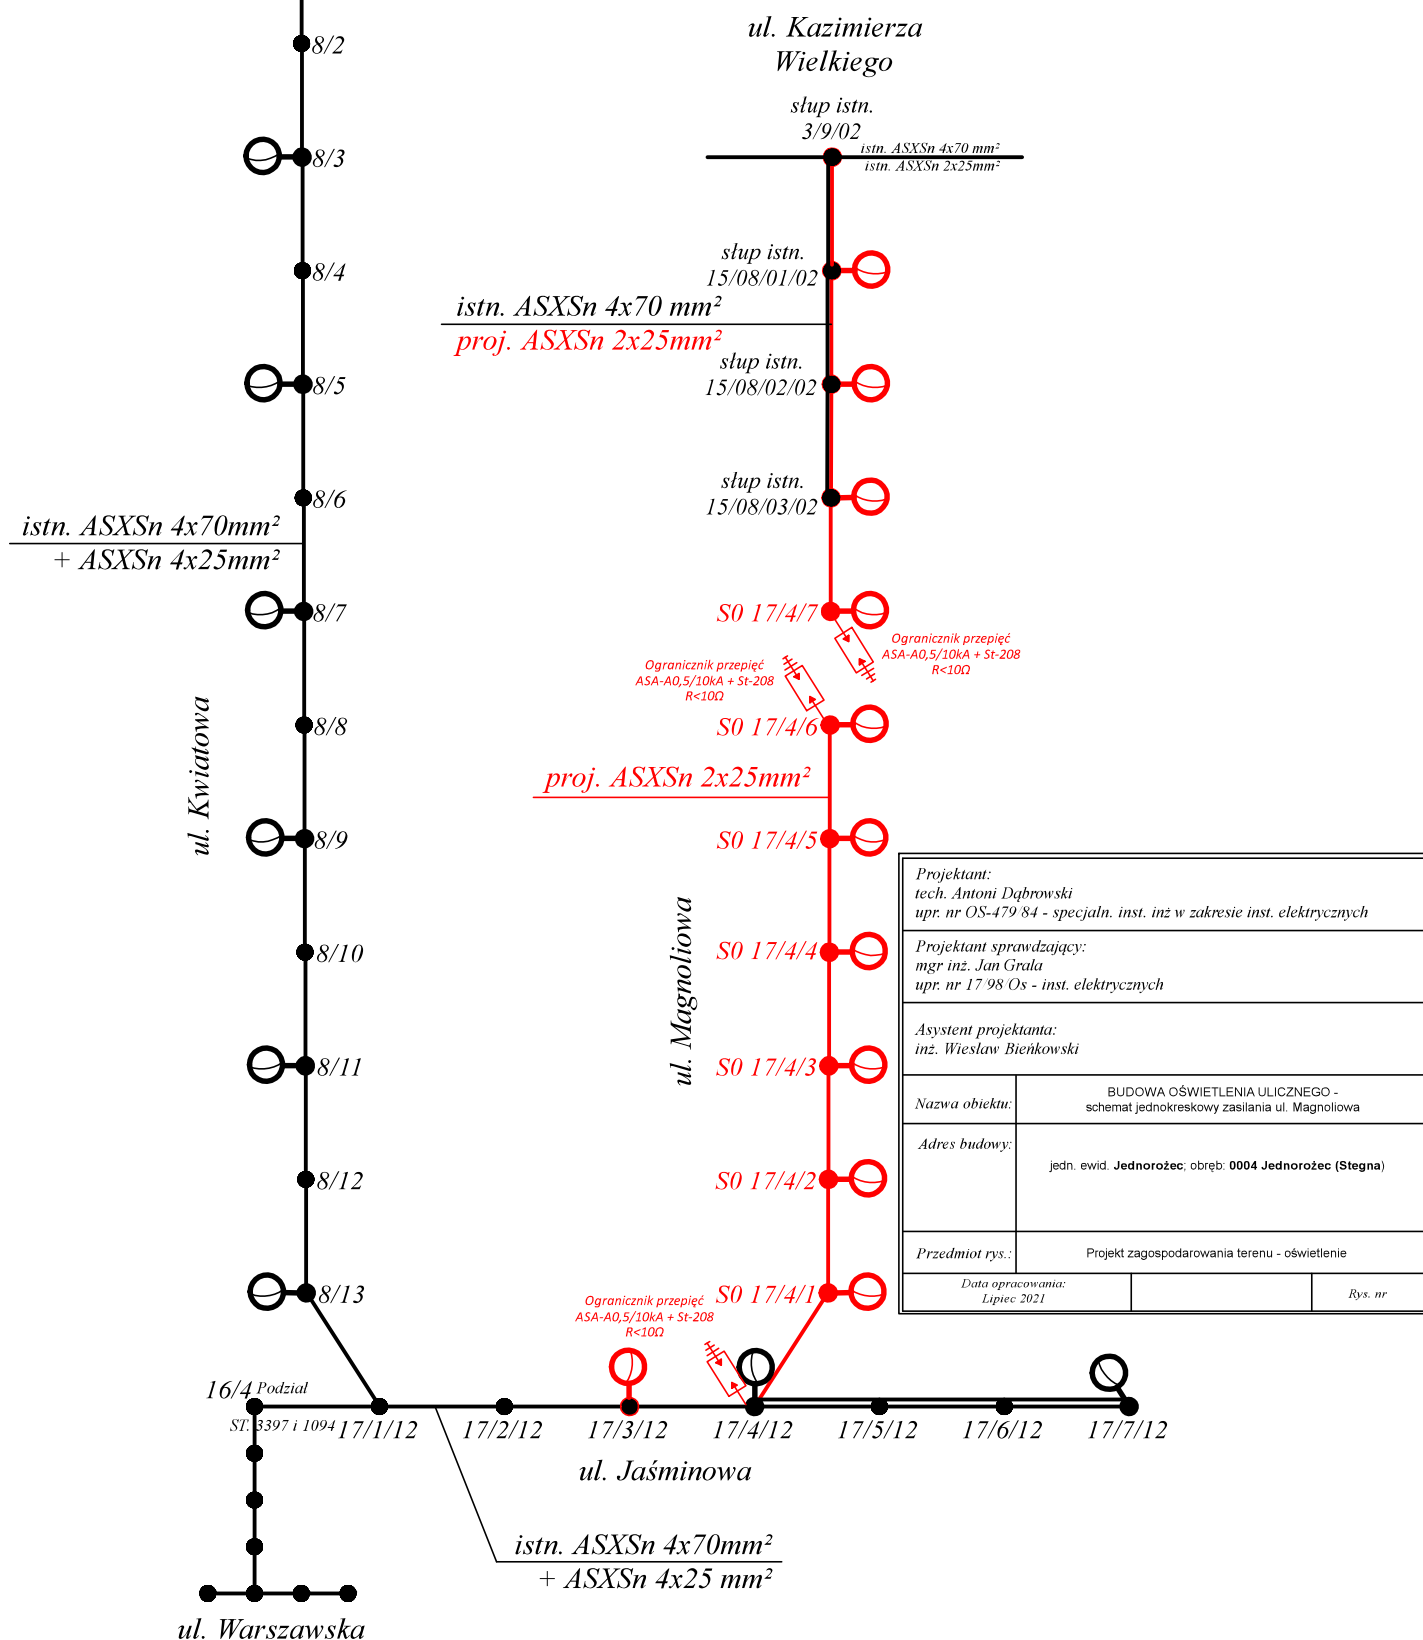 8/2
8/3
8/4
8/5
8/6
istn. ASXSn 4x70mm²
+ ASXSn 4x25mm²
8/7
8/8
ul. Kwiatowa
8/9
8/10
8/11
8/12
8/13
ul. Kazimierza
Wielkiego
słup istn.
3/9/02
istn. ASXSn 4x70 mm²
istn. ASXSn 2x25mm²
słup istn.
15/08/01/02
istn. ASXSn 4x70 mm²
proj. ASXSn 2x25mm²
słup istn.
15/08/02/02
słup istn.
15/08/03/02
S0 17/4/7
Ogranicznik przepięć
ASA-A0,5/10kA + St-208
R<10Ω
Ogranicznik przepięć
ASA-A0,5/10kA + St-208
R<10Ω
S0 17/4/6
proj. ASXSn 2x25mm²
S0 17/4/5
ul. Magnoliowa
S0 17/4/4
S0 17/4/3
S0 17/4/2
S0 17/4/1
Ogranicznik przepięć
ASA-A0,5/10kA + St-208
R<10Ω
16/4 Podział
ST. 3397 i 1094
17/1/12
17/2/12
17/3/12
17/4/12
17/5/12
17/6/12
17/7/12
ul. Jaśminowa
istn. ASXSn 4x70mm²
+ ASXSn 4x25 mm²
ul. Warszawska
Projektant:
tech. Antoni Dąbrowski
upr. nr OS-479/84 - specjaln. inst. inż w zakresie inst. elektrycznych
Projektant sprawdzający:
mgr inż. Jan Grala
upr. nr 17/98/Os - inst. elektrycznych
Asystent projektanta:
inż. Wiesław Bieńkowski
Nazwa obiektu:
BUDOWA OŚWIETLENIA ULICZNEGO -
schemat jednokreskowy zasilania ul. Magnoliowa
Adres budowy:
jedn. ewid. Jednorożec; obręb: 0004 Jednorożec (Stegna)
Przedmiot rys.:
Projekt zagospodarowania terenu - oświetlenie
Data opracowania:
Lipiec 2021
Rys. nr